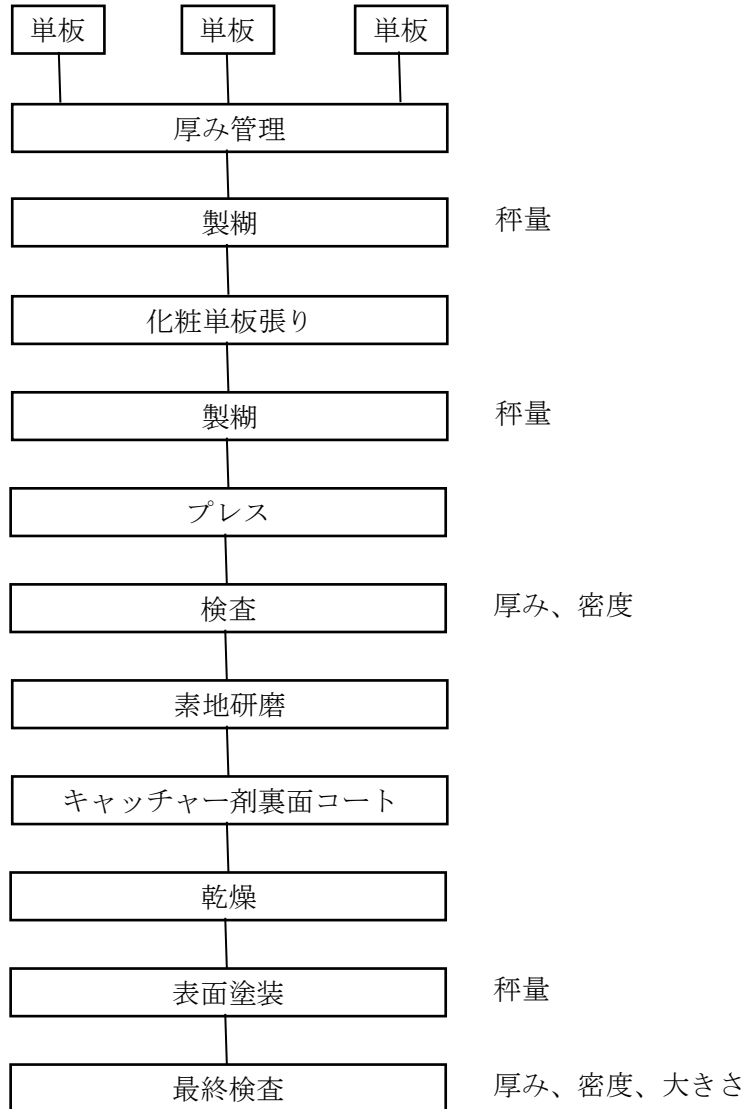 単板 単板 単板
厚み管理
製糊 秤量
化粧単板張り
製糊 秤量
プレス
検査 厚み、密度
素地研磨
キャッチャー剤裏面コート
乾燥
表面塗装 秤量
最終検査 厚み、密度、大きさ